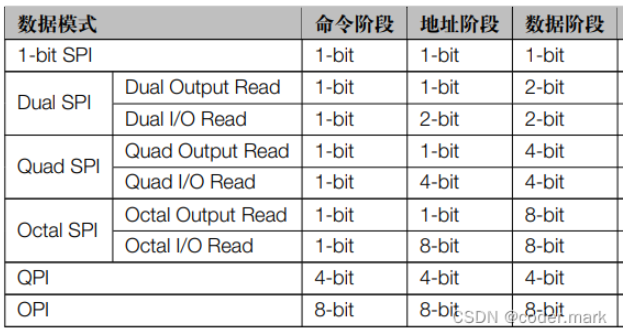 数据模式 命令阶段 地址阶段 数据阶段
1-bit SPI 1-bit 1-bit 1-bit
Dual SPI Dual Output Read 1-bit 1-bit 2-bit
Dual I/O Read 1-bit 2-bit 2-bit
Quad SPI Quad Output Read 1-bit 1-bit 4-bit
Quad I/O Read 1-bit 4-bit 4-bit
Octal SPI Octal Output Read 1-bit 1-bit 8-bit
Octal I/O Read 1-bit 8-bit 8-bit
QPI 4-bit 4-bit 4-bit
OPI 8-bit 8-bit 8-bit
CSDN @coder.mark